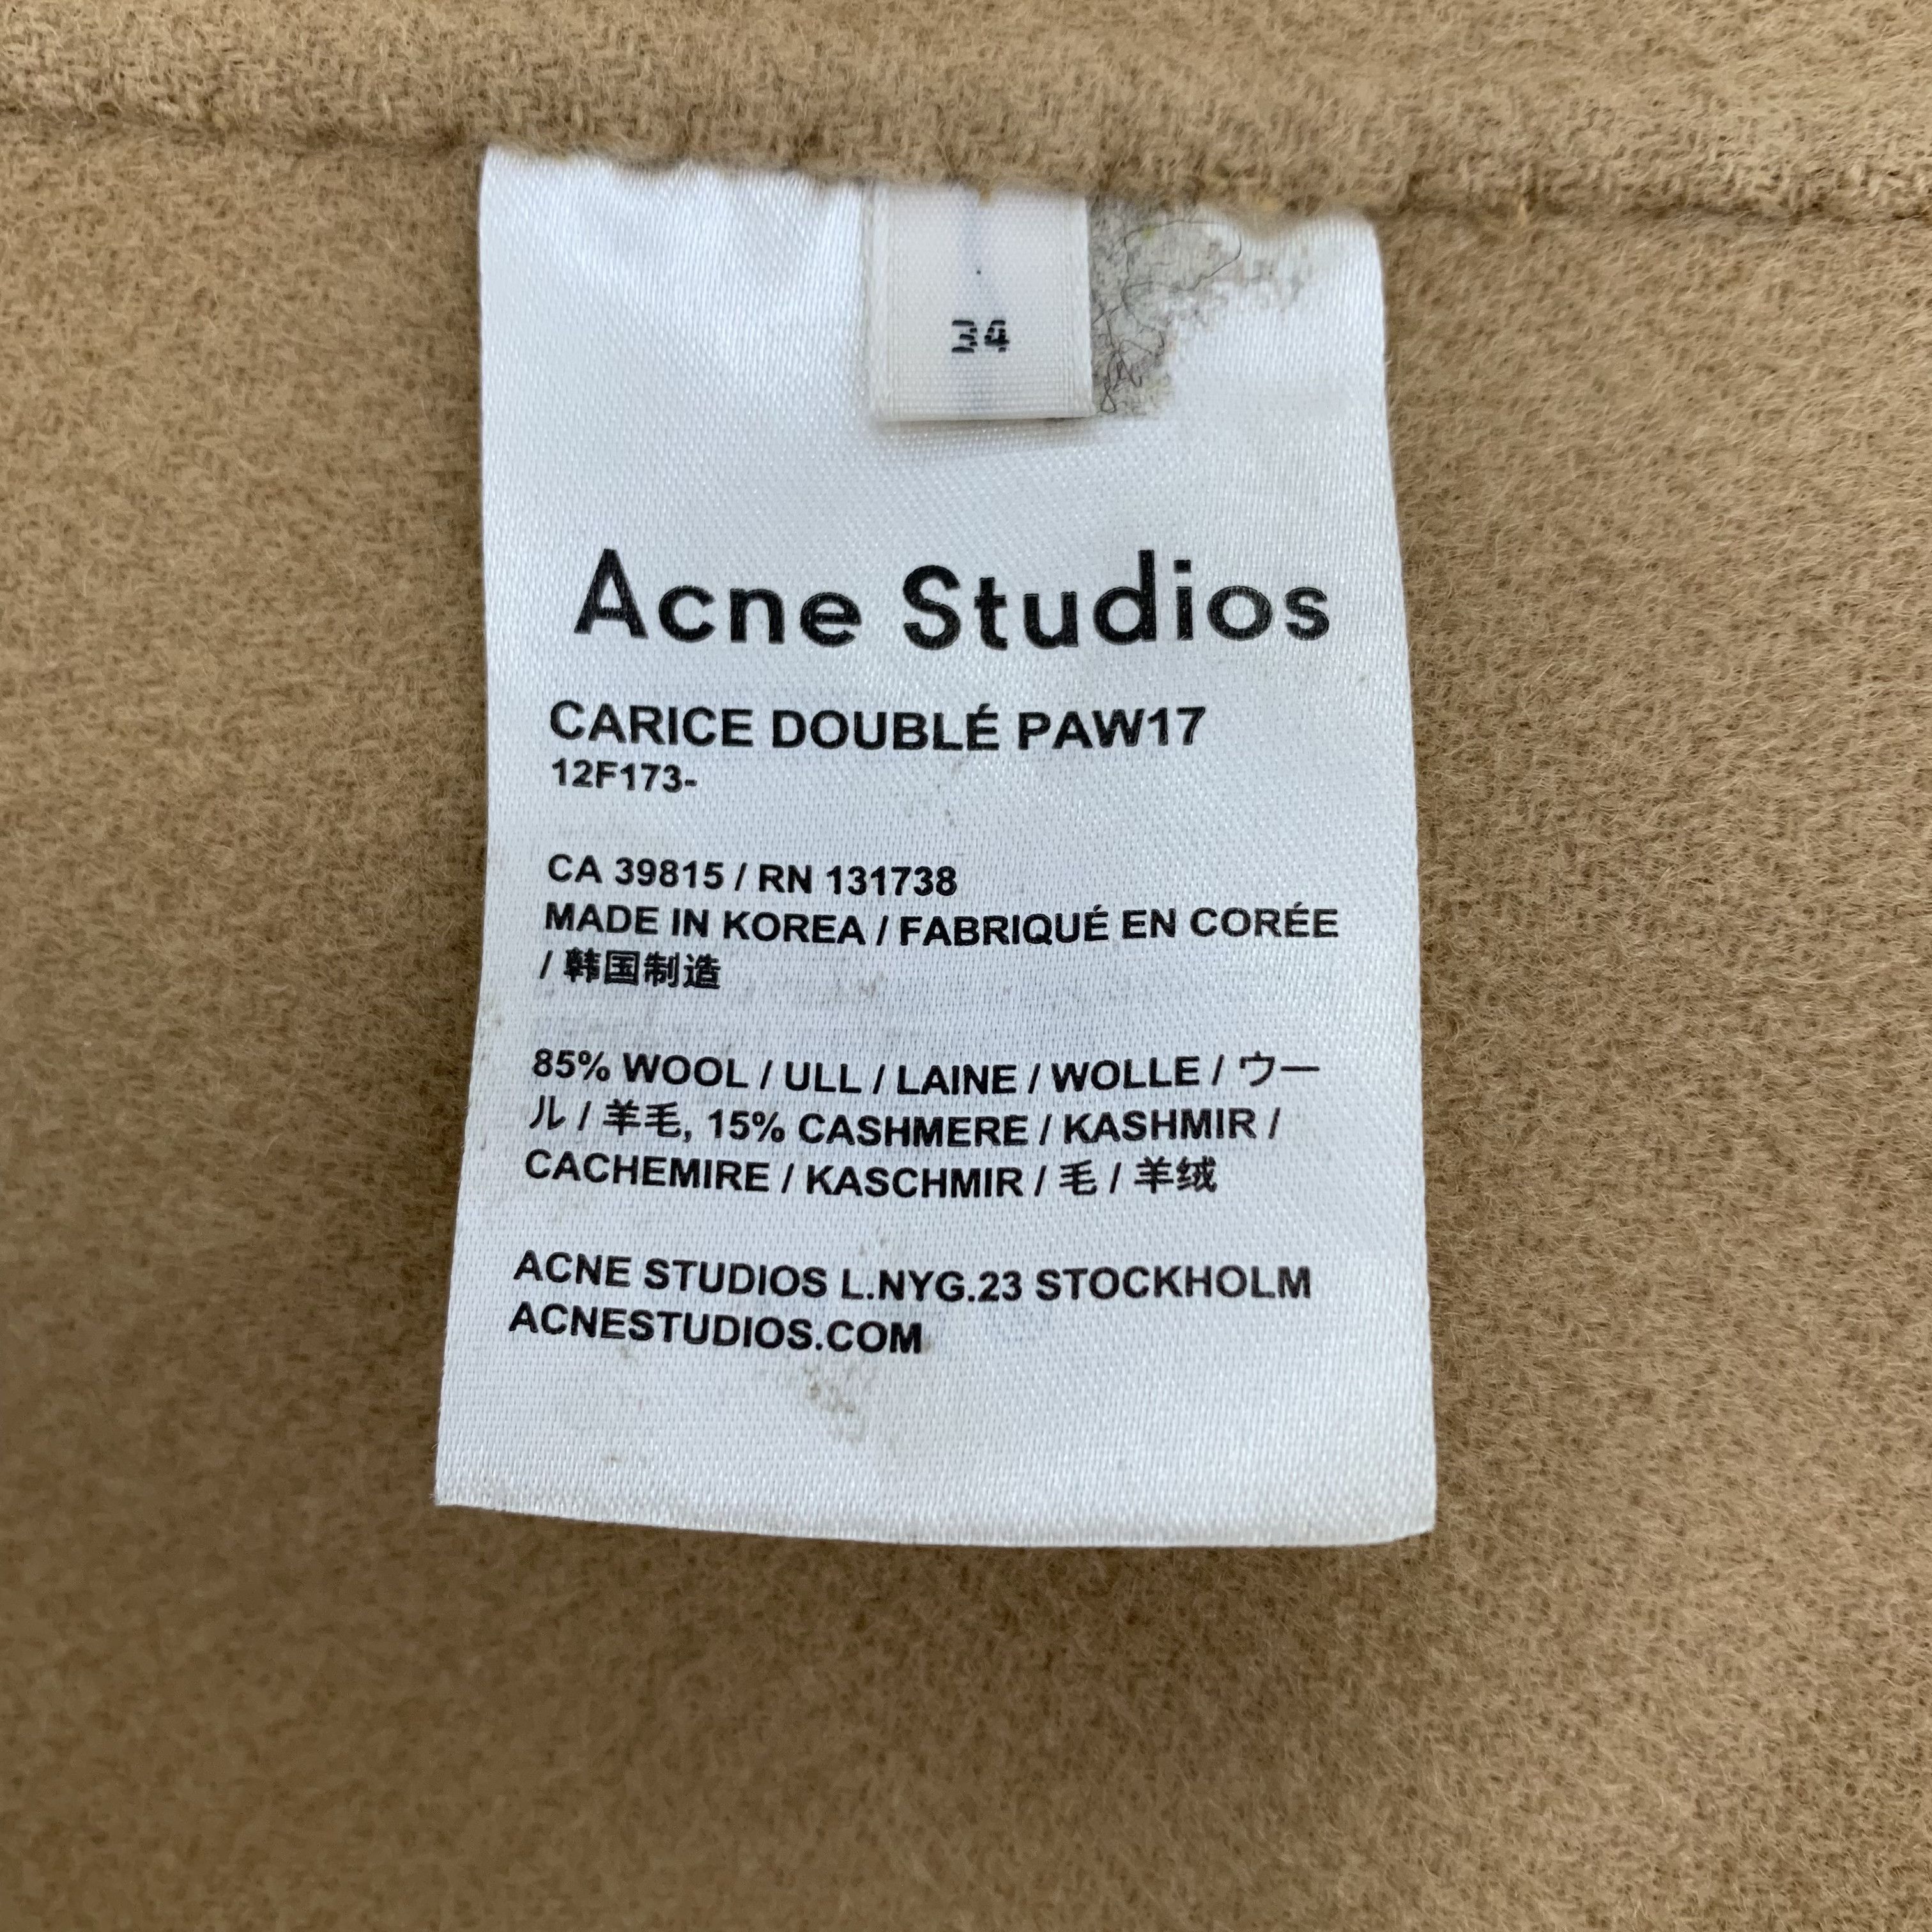 34
Acne Studios
CARICE DOUBLÉ PAW17
12F173-
CA 39815 / RN 131738
MADE IN KOREA / FABRIQUÉ EN CORÉE
/ 韩国制造
85% WOOL / ULL / LAINE / WOLLE / ウー
ル / 羊毛, 15% CASHMERE / KASHMIR /
CACHEMIRE / KASCHMIR / 毛 / 羊绒
ACNE STUDIOS L.NYG.23 STOCKHOLM
ACNESTUDIOS.COM